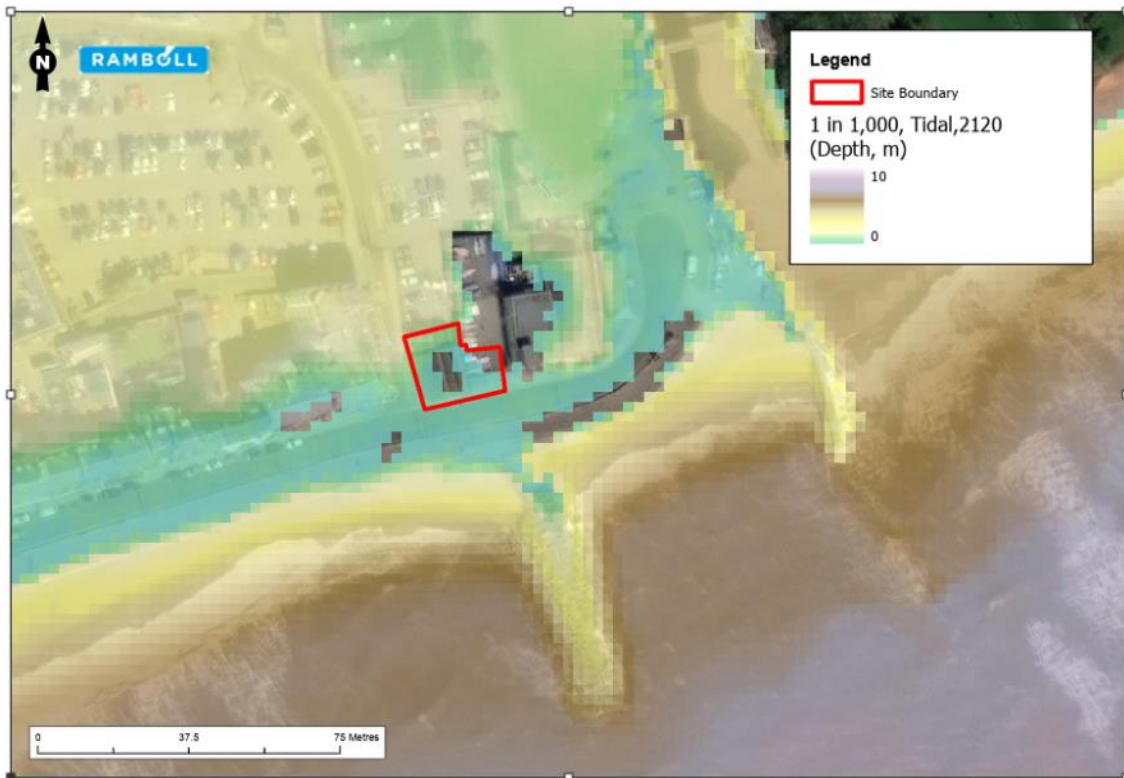 N
RAMBOLL
Legend
Site Boundary
1 in 1,000, Tidal,2120
(Depth, m)
10
0
0 37.5 75 Metres